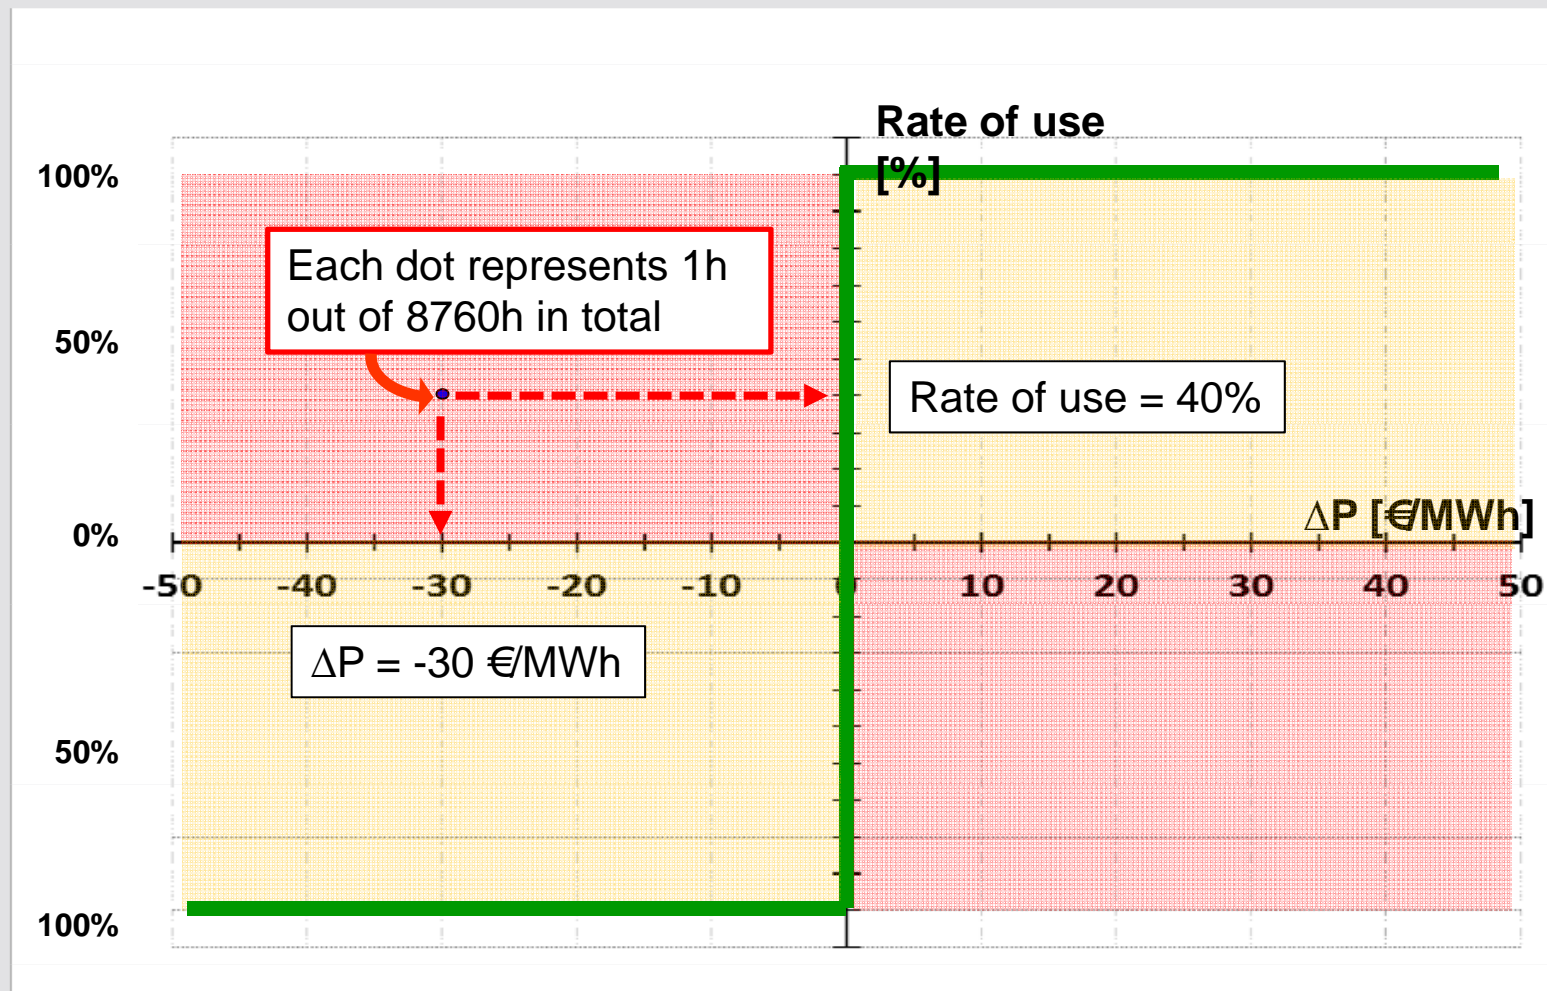 Rate of use
[%]
100%
Each dot represents 1h
out of 8760h in total
50%
Rate of use = 40%
ΔP [€/MWh]
0%
-50 -40 -30 -20 -10 0 10 20 30 40 50
ΔP = -30 €/MWh
50%
100%